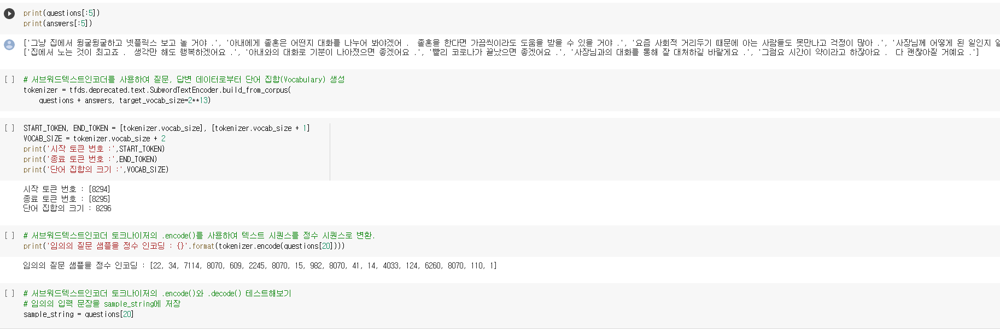 print(questions[:5])
print(answers[:5])
['그냥 집에서 뒹굴뒹굴하고 넷플릭스 보고 놀 거야 .', '아내에게 졸혼은 어떤지 대화를 나누어 봐야겠어 .  졸혼을 한다면 가끔씩이라도 도움을 받을 수 있을 거야 .', '요즘 사회적 거리두기 때문에 아는 사람들도 못만나고 걱정이 많아 .', '사장님께 어떻게 된 일인지 일
['집에서 노는 것이 최고죠 .  생각만 해도 행복하겠어요 .', '아내와의 대화로 기분이 나아졌으면 좋겠어요 .', '빨리 코로나가 끝났으면 좋겠어요 .', '사장님과의 대화를 통해 잘 대처하길 바랄게요 .', '그럼요 시간이 약이라고 하잖아요 .  다 괜찮아질 거예요 .']
[ ] # 서브워드텍스트인코더를 사용하여 질문, 답변 데이터로부터 단어 집합(Vocabulary) 생성
tokenizer = tfds.deprecated.text.SubwordTextEncoder.build_from_corpus(
questions + answers, target_vocab_size=2**13)
[ ] START_TOKEN, END_TOKEN = [tokenizer.vocab_size], [tokenizer.vocab_size + 1]
VOCAB_SIZE = tokenizer.vocab_size + 2
print('시작 토큰 번호 :',START_TOKEN)
print('종료 토큰 번호 :',END_TOKEN)
print('단어 집합의 크기 :',VOCAB_SIZE)
시작 토큰 번호 : [8294]
종료 토큰 번호 : [8295]
단어 집합의 크기 : 8296
[ ] # 서브워드텍스트인코더 토크나이저의 .encode()를 사용하여 텍스트 시퀀스를 정수 시퀀스로 변환.
print('임의의 질문 샘플을 정수 인코딩 : {}'.format(tokenizer.encode(questions[20])))
임의의 질문 샘플을 정수 인코딩 : [22, 34, 7114, 8070, 609, 2245, 8070, 15, 982, 8070, 41, 14, 4033, 124, 6260, 8070, 110, 1]
[ ] # 서브워드텍스트인코더 토크나이저의 .encode()와 .decode() 테스트해보기
# 임의의 입력 문장을 sample_string에 저장
sample_string = questions[20]